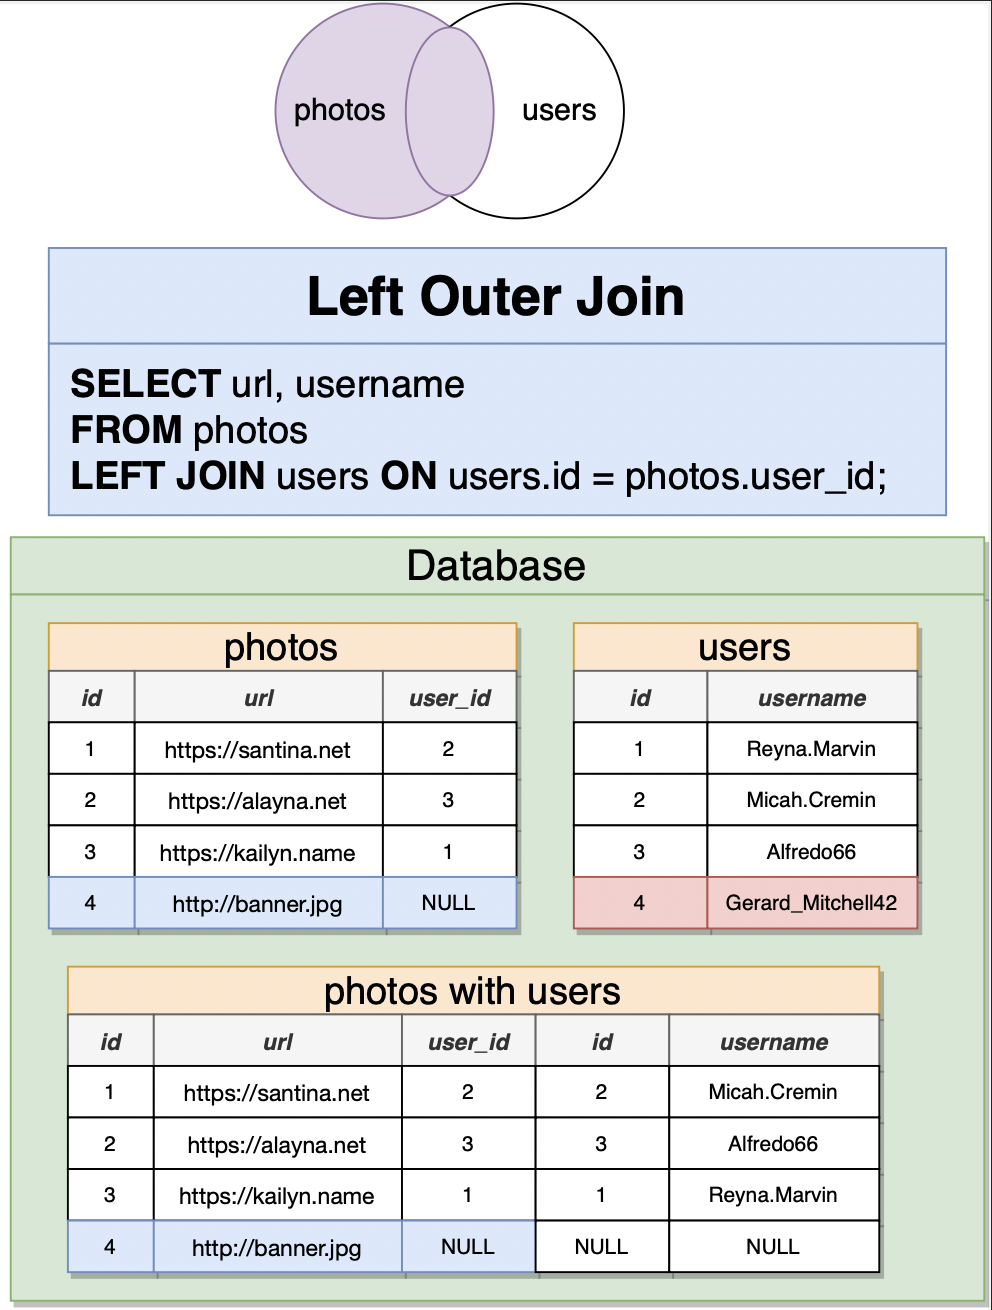 photos users
Left Outer Join
SELECT url, username
FROM photos
LEFT JOIN users ON users.id = photos.user_id;
Database
photos
id url user_id
1 https://santina.net 2
2 https://alayna.net 3
3 https://kailyn.name 1
4 http://banner.jpg NULL
users
id username
1 Reyna.Marvin
2 Micah.Cremin
3 Alfredo66
4 Gerard_Mitchell42
photos with users
id url user_id id username
1 https://santina.net 2 2 Micah.Cremin
2 https://alayna.net 3 3 Alfredo66
3 https://kailyn.name 1 1 Reyna.Marvin
4 http://banner.jpg NULL NULL NULL